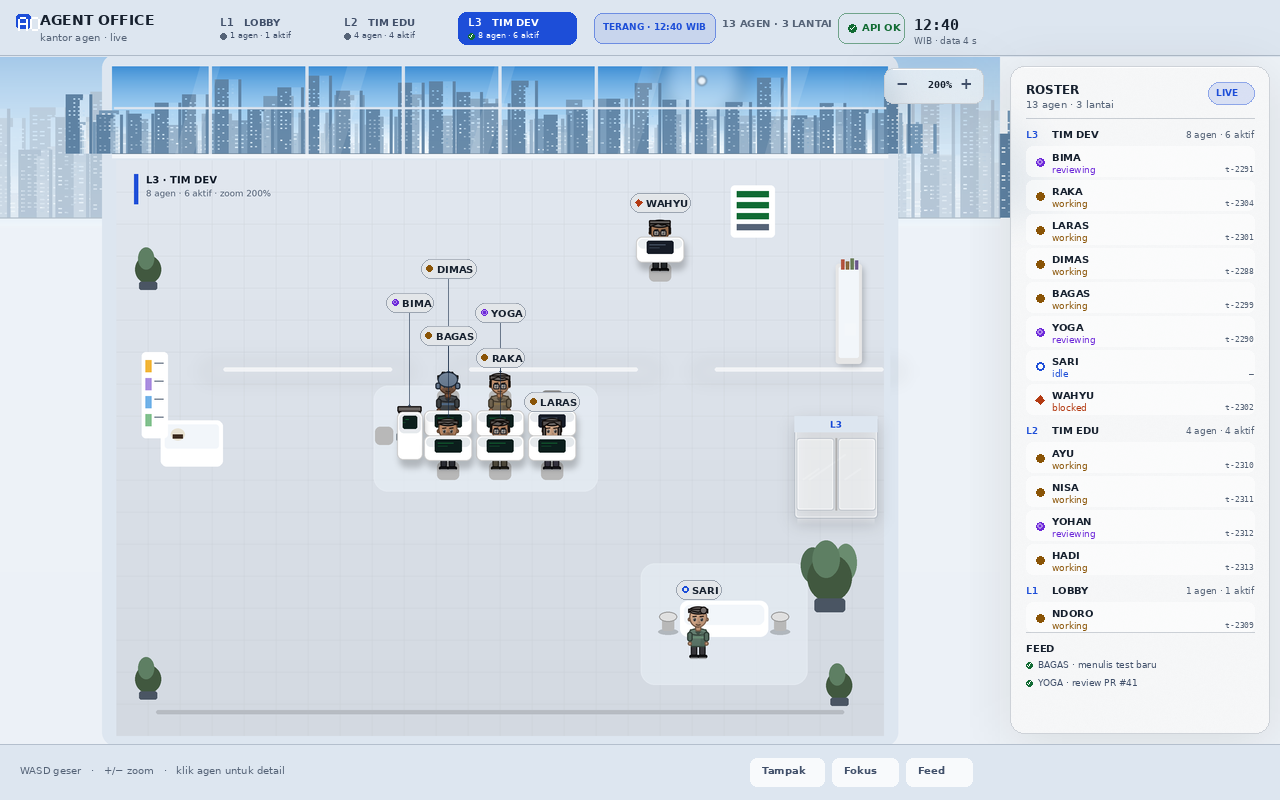 AGENT OFFICE
kantor agen · live
L1 LOBBY
1 agen · 1 aktif
L2 TIM EDU
4 agen · 4 aktif
L3 TIM DEV
8 agen · 6 aktif
TERANG · 12:40 WIB
13 AGEN · 3 LANTAI
API OK
12:40
WIB · data 4 s
− 200% +
L3 · TIM DEV
8 agen · 6 aktif · zoom 200%
WAHYU
DIMAS
BIMA
YOGA
BAGAS
RAKA
LARAS
L3
SARI
ROSTER
13 agen · 3 lantai
LIVE
L3 TIM DEV 8 agen · 6 aktif
BIMA
reviewing t-2291
RAKA
working t-2304
LARAS
working t-2301
DIMAS
working t-2288
BAGAS
working t-2299
YOGA
reviewing t-2290
SARI
idle –
WAHYU
blocked t-2302
L2 TIM EDU 4 agen · 4 aktif
AYU
working t-2310
NISA
working t-2311
YOHAN
reviewing t-2312
HADI
working t-2313
L1 LOBBY 1 agen · 1 aktif
NDORO
working t-2309
FEED
BAGAS · menulis test baru
YOGA · review PR #41
WASD geser · +/− zoom · klik agen untuk detail
Tampak
Fokus
Feed